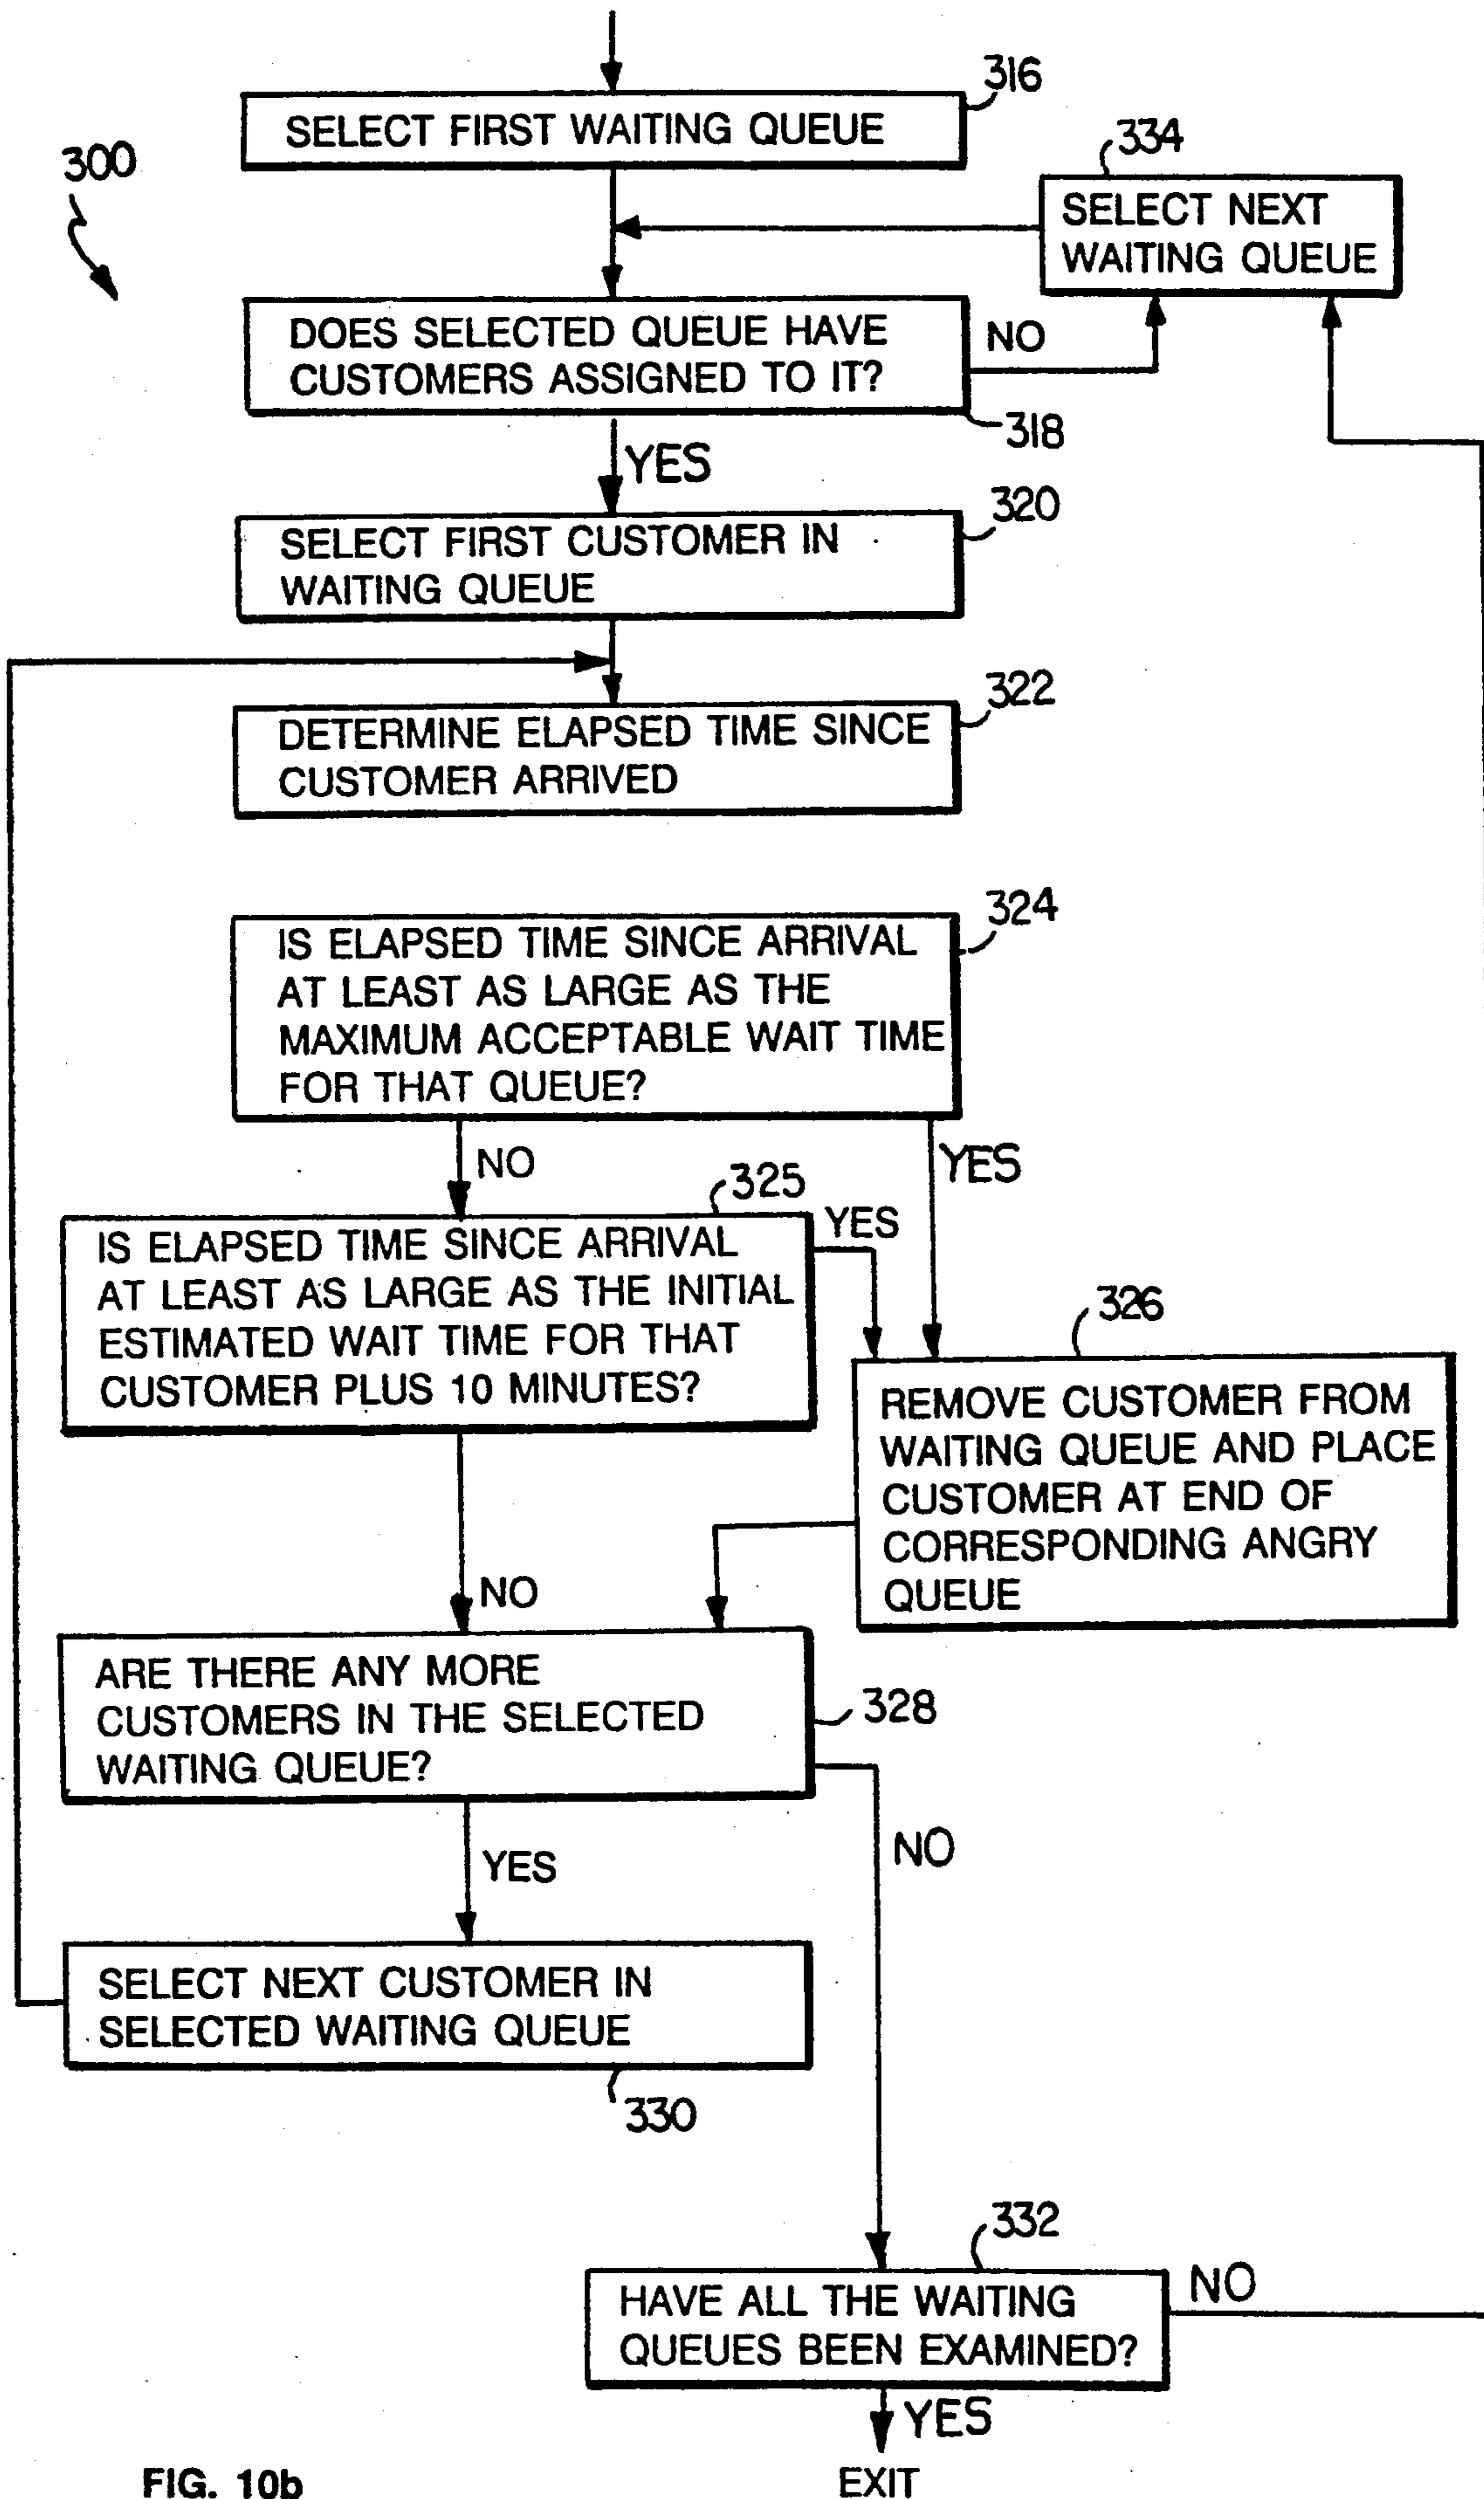 316
SELECT FIRST WAITING QUEUE
300
334
SELECT NEXT
WAITING QUEUE
DOES SELECTED QUEUE HAVE
CUSTOMERS ASSIGNED TO IT?
NO
318
YES
320
SELECT FIRST CUSTOMER IN
WAITING QUEUE
322
DETERMINE ELAPSED TIME SINCE
CUSTOMER ARRIVED
324
IS ELAPSED TIME SINCE ARRIVAL
AT LEAST AS LARGE AS THE
MAXIMUM ACCEPTABLE WAIT TIME
FOR THAT QUEUE?
NO
YES
325
YES
IS ELAPSED TIME SINCE ARRIVAL
AT LEAST AS LARGE AS THE INITIAL
ESTIMATED WAIT TIME FOR THAT
CUSTOMER PLUS 10 MINUTES?
326
REMOVE CUSTOMER FROM
WAITING QUEUE AND PLACE
CUSTOMER AT END OF
CORRESPONDING ANGRY
QUEUE
NO
ARE THERE ANY MORE
CUSTOMERS IN THE SELECTED
WAITING QUEUE?
328
NO
YES
SELECT NEXT CUSTOMER IN
SELECTED WAITING QUEUE
330
332
HAVE ALL THE WAITING
QUEUES BEEN EXAMINED?
NO
YES
EXIT
FIG. 10b